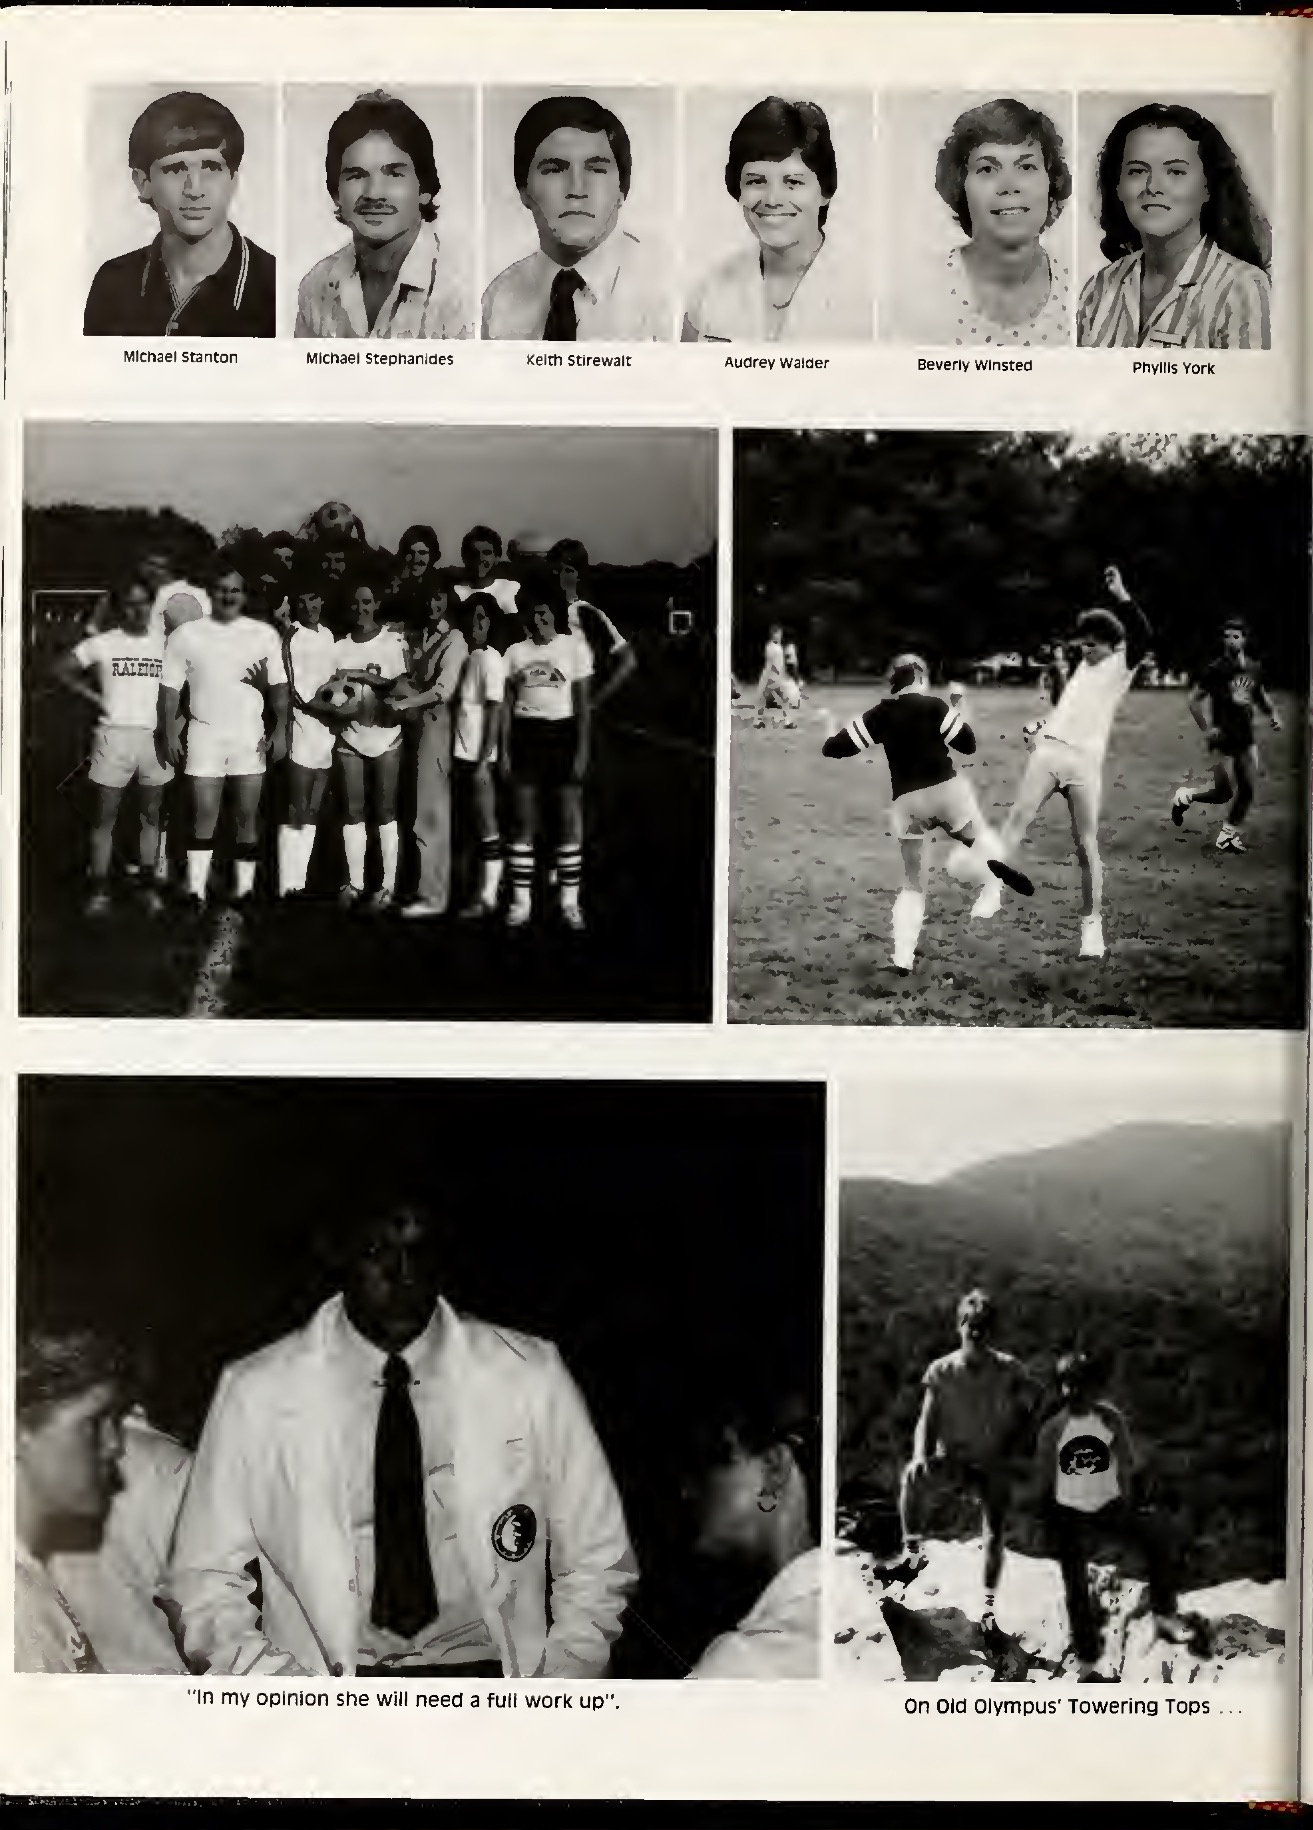 Michael Stanton
Michael Stephanides
Keith Stirewalt
Audrey Walder
Beverly Winsted
Phyllis York
RALEIGH
"In my opinion she will need a full work up".
On Old Olympus' Towering Tops ...